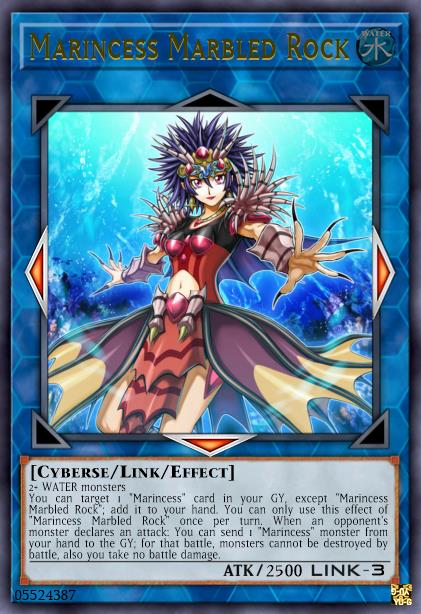 Marincess Marbled Rock
WATER
水
[Cyberse/Link/Effect]
2+ WATER monsters
You can target 1 "Marincess" card in your GY, except "Marincess
Marbled Rock"; add it to your hand. You can only use this effect of
"Marincess Marbled Rock" once per turn. When an opponent's
monster declares an attack: You can send 1 "Marincess" monster from
your hand to the GY; for that battle, monsters cannot be destroyed by
battle, also you take no battle damage.
ATK/2500 LINK-3
05524387